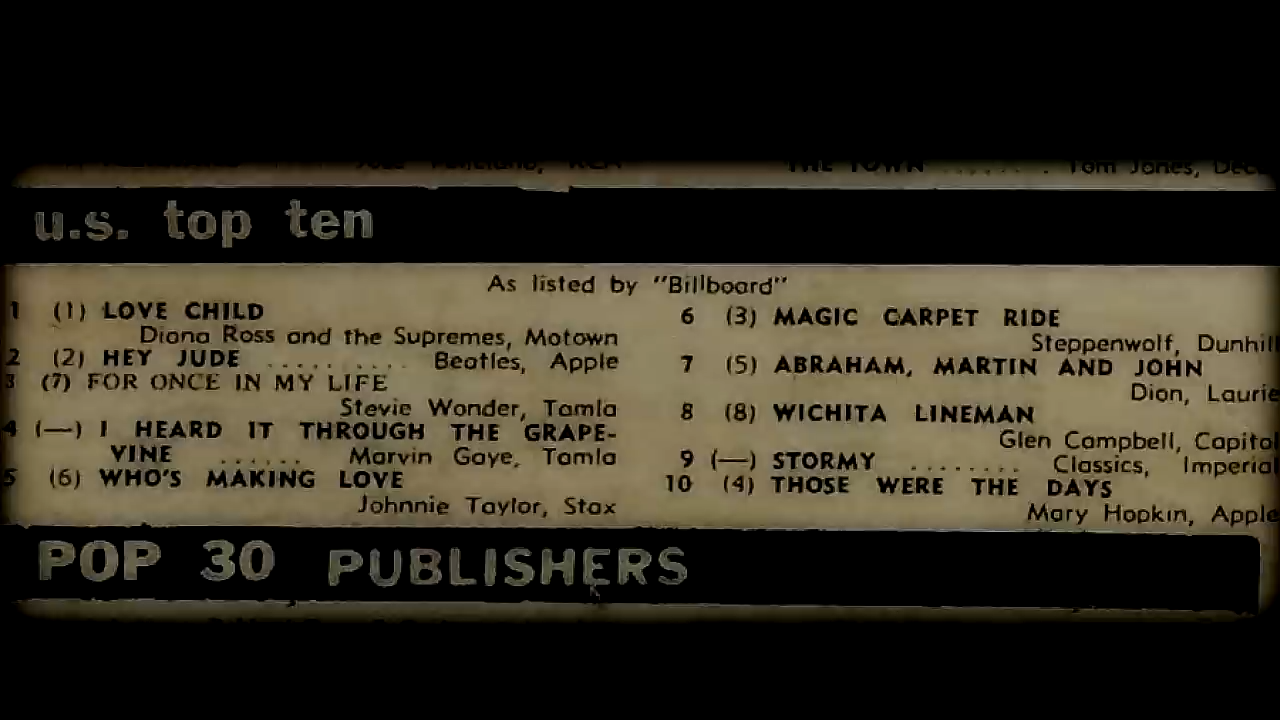 THE TOWN ...... Tom Jones,
u.s. top ten
As listed by "Billboard"
1 (1) LOVE CHILD
Diana Ross and the Supremes, Motown
2 (2) HEY JUDE .......... Beatles, Apple
3 (7) FOR ONCE IN MY LIFE
Stevie Wonder, Tamla
4 (—) I HEARD IT THROUGH THE GRAPE-
VINE ...... Marvin Gaye, Tamla
5 (6) WHO'S MAKING LOVE
Johnnie Taylor, Stax
6 (3) MAGIC CARPET RIDE
Steppenwolf, Dunhill
7 (5) ABRAHAM, MARTIN AND JOHN
Dion, Laurie
8 (8) WICHITA LINEMAN
Glen Campbell, Capitol
9 (—) STORMY ........ Classics, Imperial
10 (4) THOSE WERE THE DAYS
Mary Hopkin, Apple
POP 30 PUBLISHERS